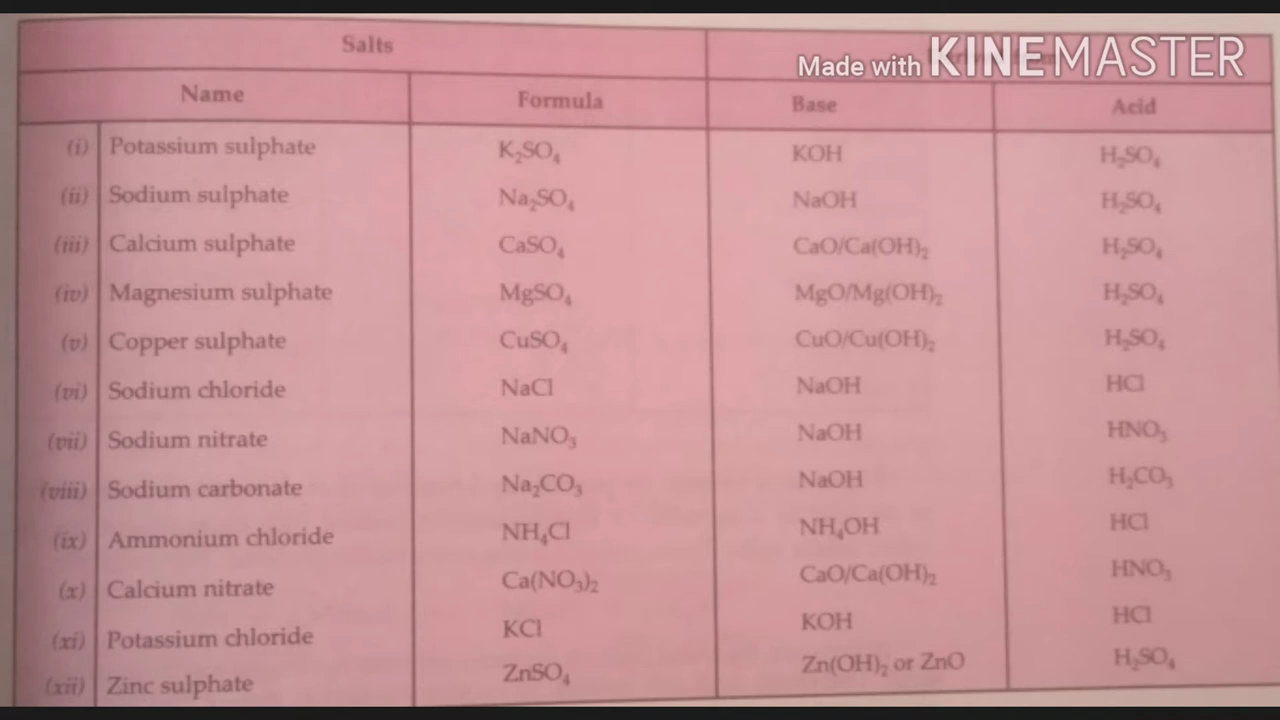 Salts
Made with KINEMASTER
Name Formula Base Acid
(i) Potassium sulphate K₂SO₄ KOH H₂SO₄
(ii) Sodium sulphate Na₂SO₄ NaOH H₂SO₄
(iii) Calcium sulphate CaSO₄ CaO/Ca(OH)₂ H₂SO₄
(iv) Magnesium sulphate MgSO₄ MgO/Mg(OH)₂ H₂SO₄
(v) Copper sulphate CuSO₄ CuO/Cu(OH)₂ H₂SO₄
(vi) Sodium chloride NaCl NaOH HCl
(vii) Sodium nitrate NaNO₃ NaOH HNO₃
(viii) Sodium carbonate Na₂CO₃ NaOH H₂CO₃
(ix) Ammonium chloride NH₄Cl NH₄OH HCl
(x) Calcium nitrate Ca(NO₃)₂ CaO/Ca(OH)₂ HNO₃
(xi) Potassium chloride KCl KOH HCl
(xii) Zinc sulphate ZnSO₄ Zn(OH)₂ or ZnO H₂SO₄